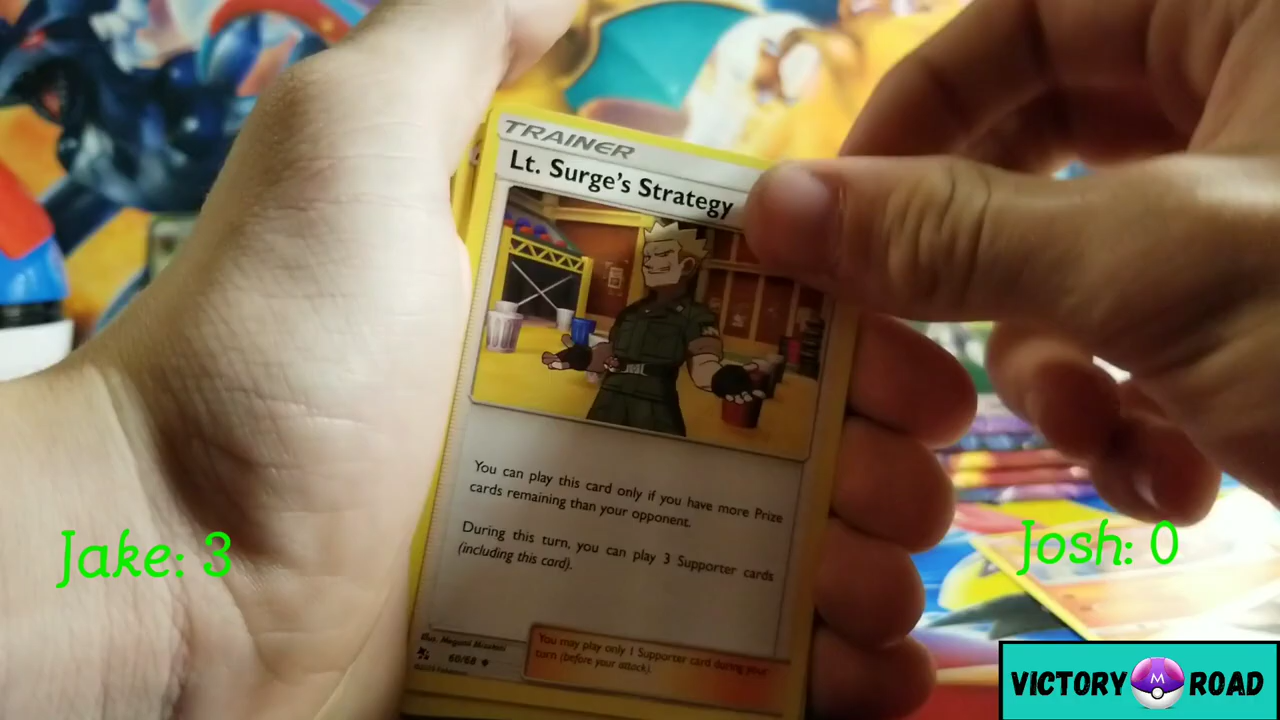 TRAINER
Lt. Surge's Strategy
You can play this card only if you have more Prize
cards remaining than your opponent.
During this turn, you can play 3 Supporter cards
(including this card).
Jake: 3
Josh: 0
60/68
You may play only 1 Supporter card during your
turn (before your attack).
VICTORY M ROAD